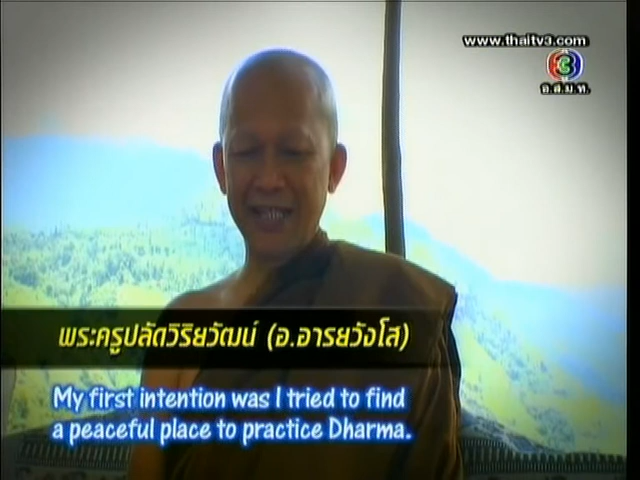 www.thaitv3.com
3
อ.ส.ม.ท.
พระครูปลัดวิริยวัฒน์ (อ.อารยวังโส)
My first intention was I tried to find
a peaceful place to practice Dharma.